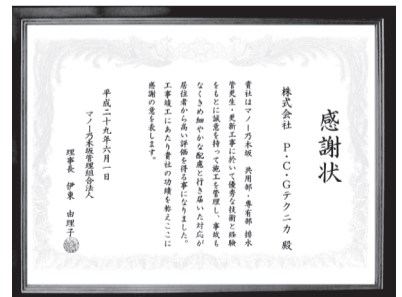 感謝状
株式会社 P・C・Gテクニカ 殿
貴社はマノー乃木坂 共用部・専有部 排水
管更生・更新工事に於いて優秀な技術と経験
をもとに誠意を持って施工を管理し、事故も
なくきめ細やかな配慮と行き届いた対応が
居住者から高い評価を得る事になりました。
工事竣工にあたり貴社の功績を称えここに
感謝の意を表します。
平成二十九年六月一日
マノー乃木坂管理組合法人
理事長 伊東 由理子